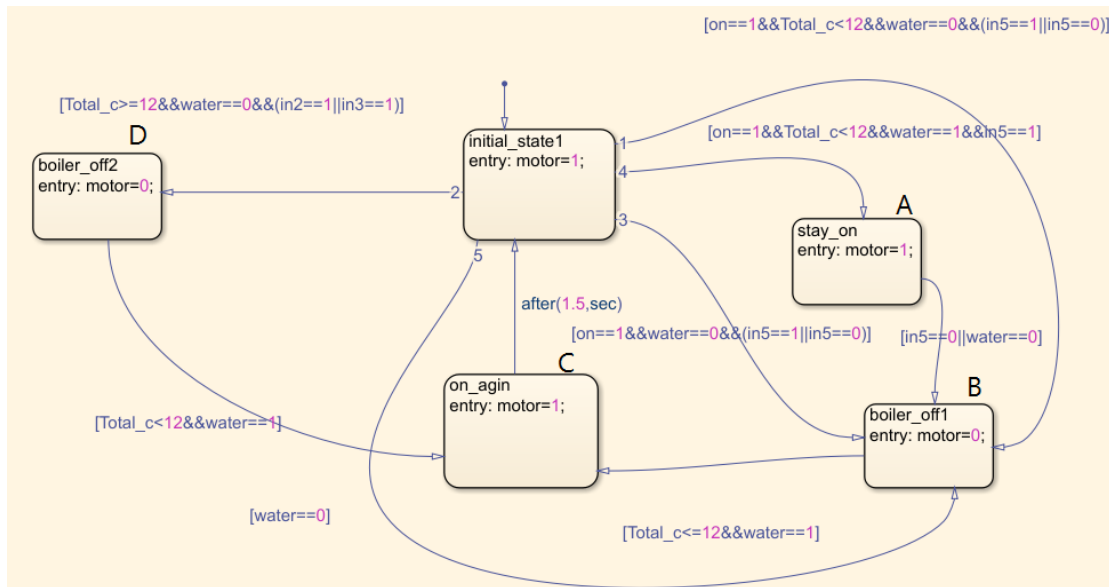 [on==1&&Total_c<12&&water==0&&(in5==1||in5==0)]
[Total_c>=12&&water==0&&(in2==1||in3==1)]
D
boiler_off2
entry: motor=0;
initial_state1
entry: motor=1;
1
[on==1&&Total_c<12&&water==1&&in5==1]
4
2
3
5
A
stay_on
entry: motor=1;
after(1.5,sec)
[on==1&&water==0&&(in5==1||in5==0)]
[in5==0||water==0]
C
on_agin
entry: motor=1;
B
boiler_off1
entry: motor=0;
[Total_c<12&&water==1]
[water==0]
[Total_c<=12&&water==1]